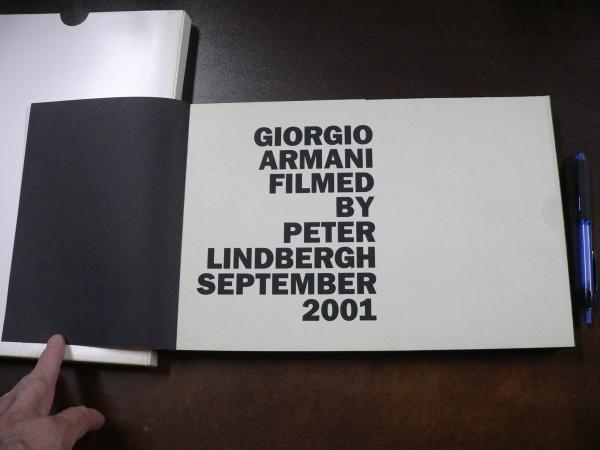 GIORGIO
ARMANI
FILMED
BY
PETER
LINDBERGH
SEPTEMBER
2001